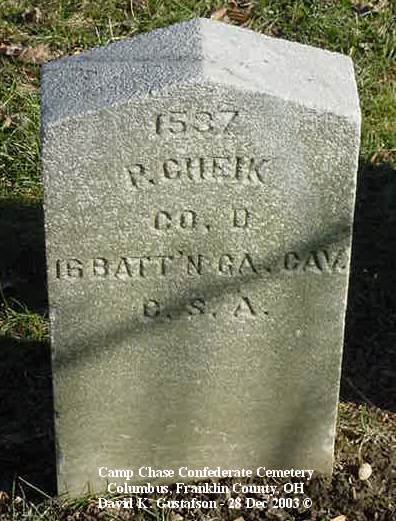 1537
P. CHEIK
CO. D
16 BATT'N GA. CAV.
C. S. A.
Camp Chase Confederate Cemetery
Columbus, Franklin County, OH
David K. Gustafson - 28 Dec 2003 ©